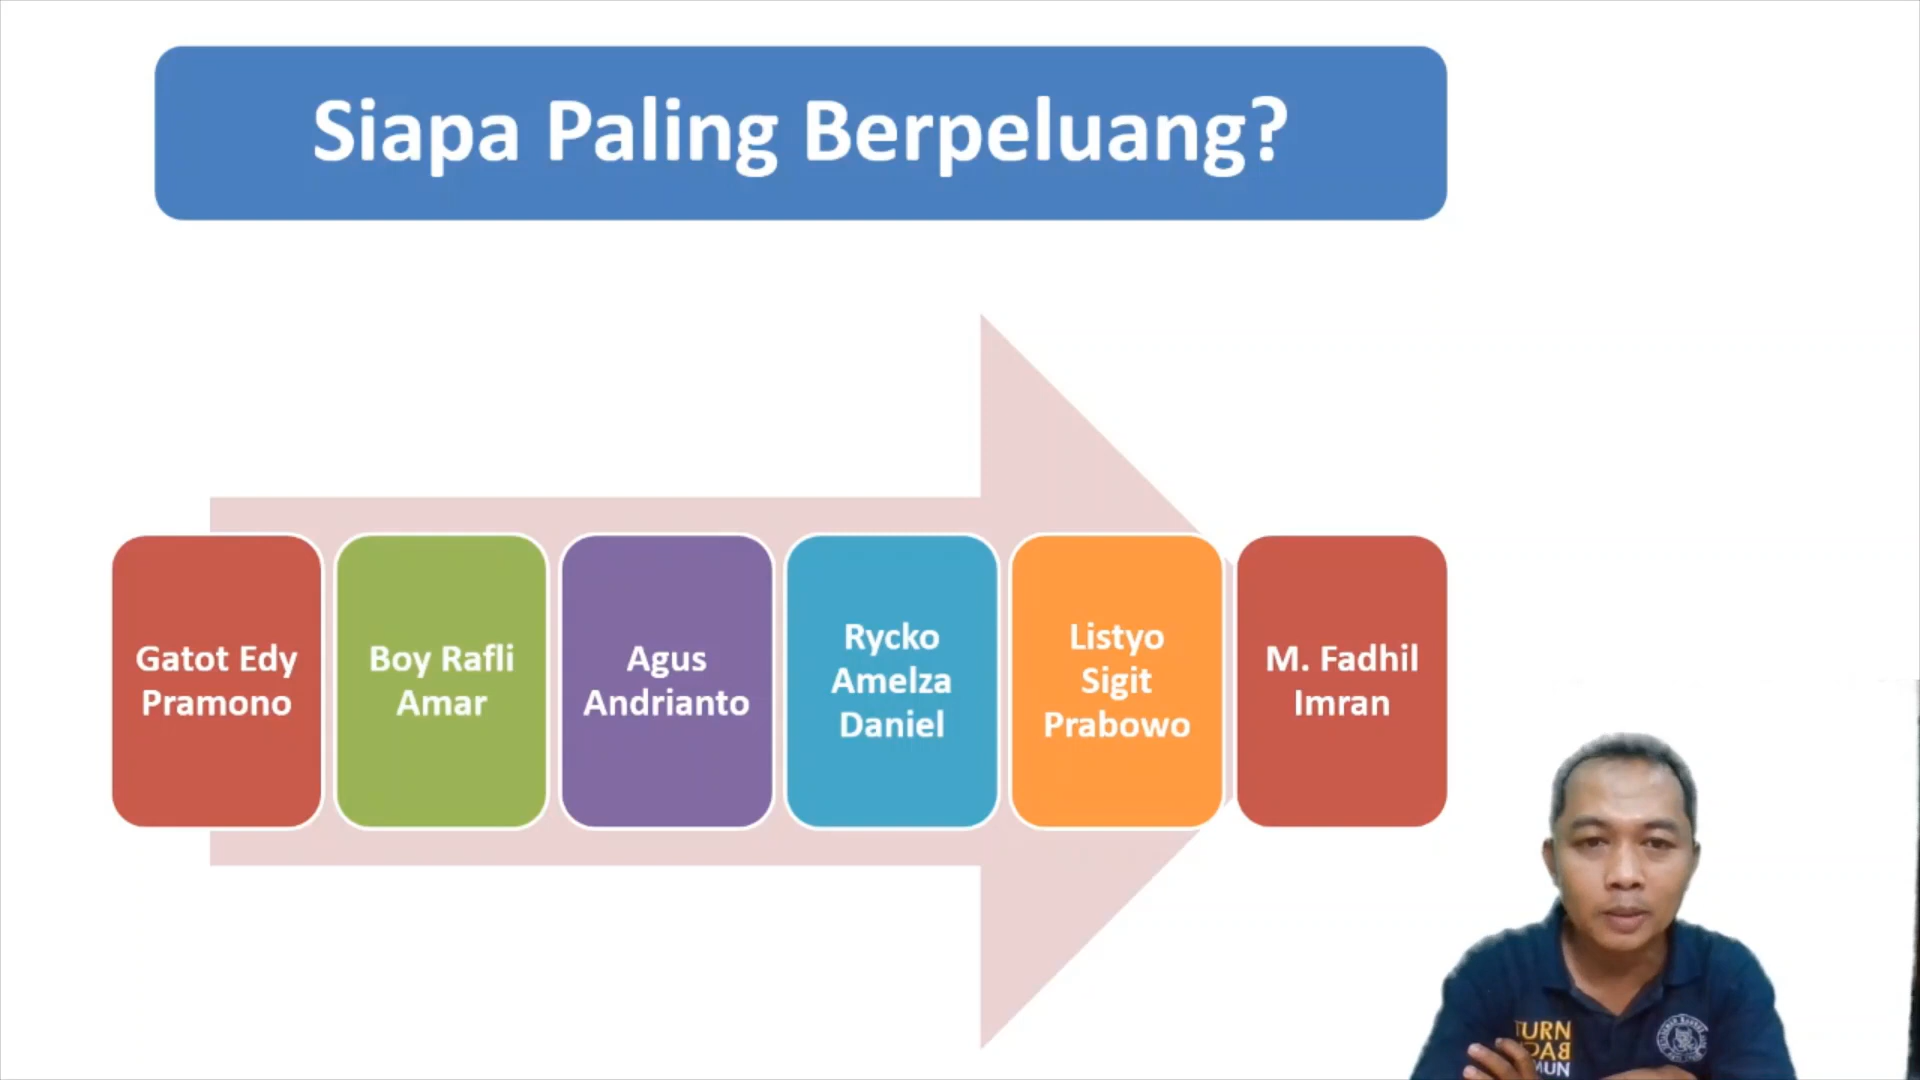 Siapa Paling Berpeluang?
Gatot Edy
Pramono
Boy Rafli
Amar
Agus
Andrianto
Rycko
Amelza
Daniel
Listyo
Sigit
Prabowo
M. Fadhil
Imran
TURN